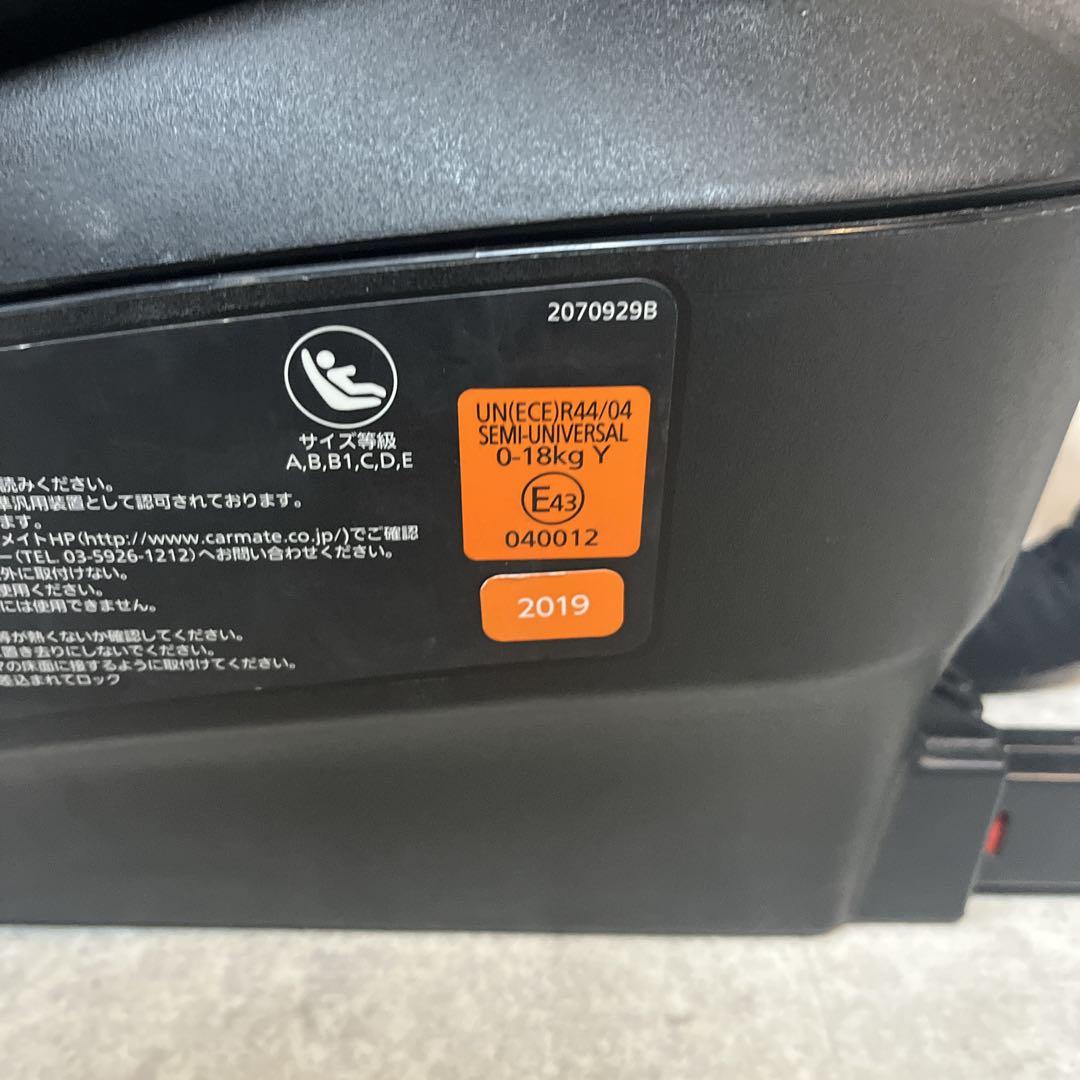 2070929B
サイズ等級
A,B,B1,C,D,E
UN(ECE)R44/04
SEMI-UNIVERSAL
0-18kg Y
E43
040012
2019
読みください。
準汎用装置として認可されております。
ます。
メイトHP(http://www.carmate.co.jp/)でご確認
ー(TEL. 03-5926-1212)へお問い合わせください。
外に取付けない。
使用ください。
には使用できません。
等が熱くないか確認してください。
置き去りにしないでください。
の床面に接するように取付けてください。
差込まれてロック